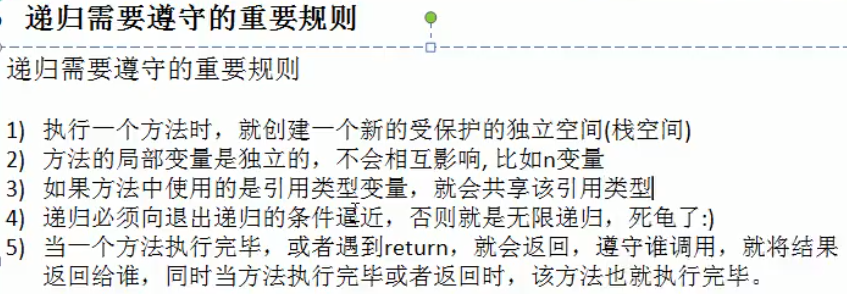 递归需要遵守的重要规则
递归需要遵守的重要规则
1) 执行一个方法时，就创建一个新的受保护的独立空间(栈空间)
2) 方法的局部变量是独立的，不会相互影响, 比如n变量
3) 如果方法中使用的是引用类型变量，就会共享该引用类型
4) 递归必须向退出递归的条件逼近，否则就是无限递归，死龟了:)
5) 当一个方法执行完毕，或者遇到return，就会返回，遵守谁调用，就将结果
返回给谁，同时当方法执行完毕或者返回时，该方法也就执行完毕。